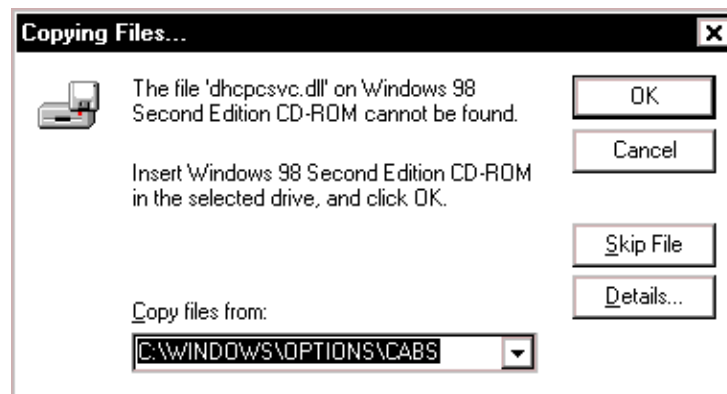 Copying Files...
The file 'dhcpcsvc.dll' on Windows 98
Second Edition CD-ROM cannot be found.
Insert Windows 98 Second Edition CD-ROM
in the selected drive, and click OK.
Copy files from:
C:\WINDOWS\OPTIONS\CABS
OK
Cancel
Skip File
Details...